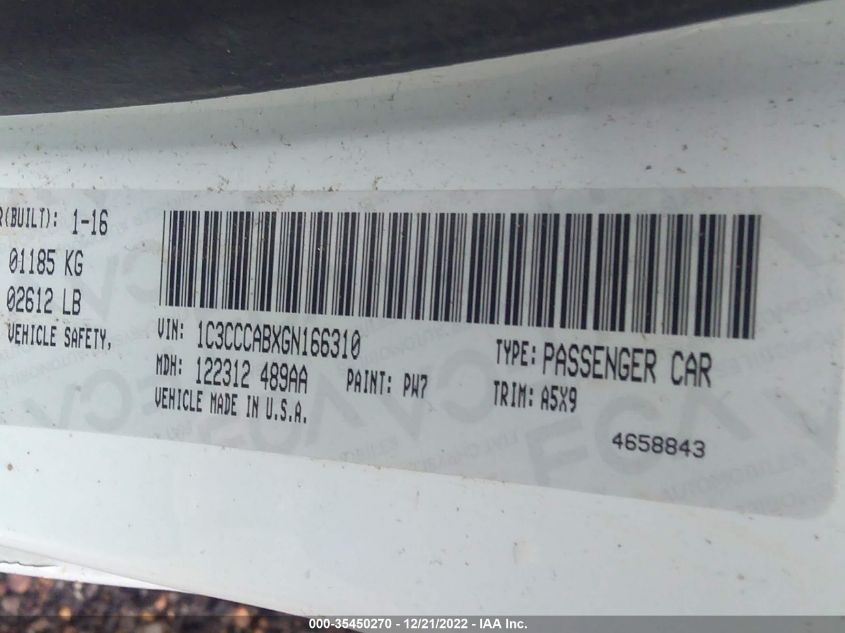 R(BUILT): 1-16
01185 KG
02612 LB
VEHICLE SAFETY,
VIN: 1C3CCCABXGN166310
TYPE: PASSENGER CAR
MDH: 122312 489AA PAINT: PW7
TRIM: A5X9
VEHICLE MADE IN U.S.A.
4658843
000-35450270 - 12/21/2022 - IAA Inc.